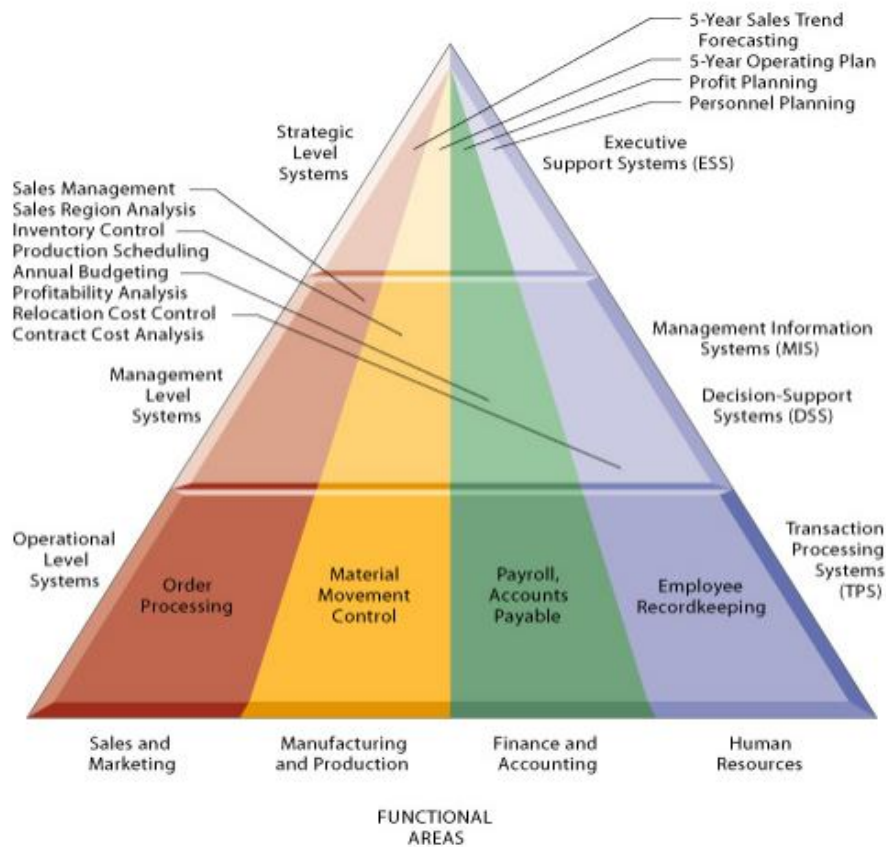 5-Year Sales Trend
Forecasting
5-Year Operating Plan
Profit Planning
Personnel Planning
Strategic
Level
Systems
Executive
Support Systems (ESS)
Sales Management
Sales Region Analysis
Inventory Control
Production Scheduling
Annual Budgeting
Profitability Analysis
Relocation Cost Control
Contract Cost Analysis
Management Information
Systems (MIS)
Management
Level
Systems
Decision-Support
Systems (DSS)
Operational
Level
Systems
Transaction
Processing
Systems
(TPS)
Order
Processing
Material
Movement
Control
Payroll,
Accounts
Payable
Employee
Recordkeeping
Sales and
Marketing
Manufacturing
and Production
Finance and
Accounting
Human
Resources
FUNCTIONAL
AREAS